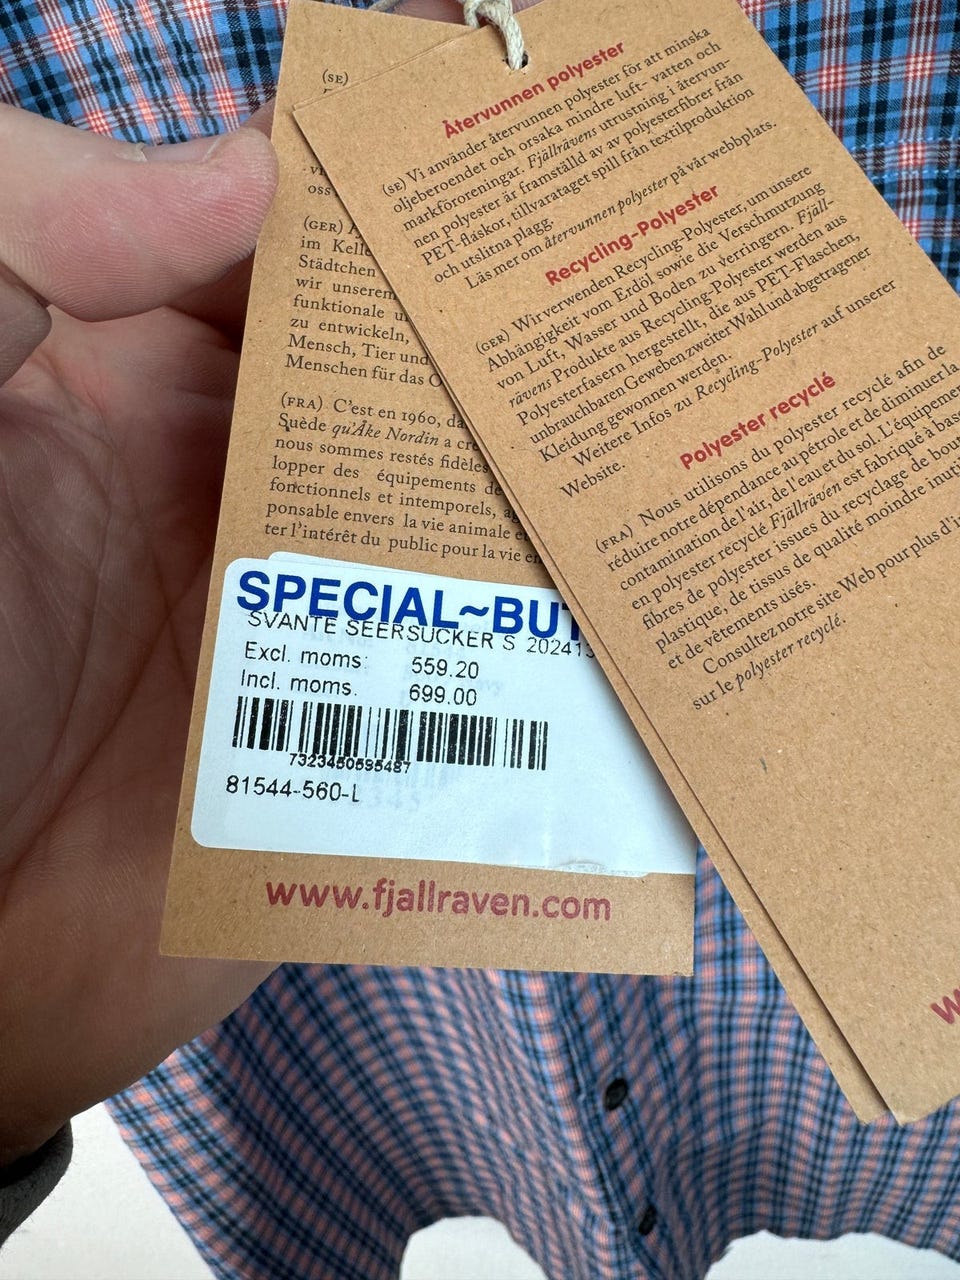 (SE)
oss
(GER)
im Kelle
Städtchen
wir unserem
funktionale
zu entwickeln,
Mensch, Tier und
Menschen für das
(FRA) C'est en 1960,
Suède qu'Åke Nordin a
nous sommes restés fidèles
lopper des équipements
fonctionnels et intemporels,
ponsable envers la vie animale
ter l'intérêt du public pour la vie en
SPECIAL~BUT
SVANTE SEERSUCKER S 202415
Excl. moms: 559.20
Incl. moms. 699.00
7323450595487
81544-560-L
www.fjallraven.com
Återvunnen polyester
(SE) Vi använder återvunnen polyester för att minska
oljeberoendet och orsaka mindre luft- vatten och
markföroreningar. Fjällrävens utrustning i återvun-
nen polyester är framställd av av polyesterfibrer från
PET-flaskor, tillvarataget spill från textilproduktion
och utslitna plagg.
Läs mer om återvunnen polyester på vår webbplats.
Recycling-Polyester
(GER) Wir verwenden Recycling-Polyester, um unsere
Abhängigkeit vom Erdöl sowie die Verschmutzung
von Luft, Wasser und Boden zu verringern. Fjäll-
rävens Produkte aus Recycling-Polyester werden aus
Polyesterfasern hergestellt, die aus PET-Flaschen,
unbrauchbaren Geweben zweiter Wahl und abgetragener
Kleidung gewonnen werden.
Weitere Infos zu Recycling-Polyester auf unserer
Website.
Polyester recyclé
(FRA) Nous utilisons du polyester recyclé afin de
réduire notre dépendance au pétrole et de diminuer la
contamination de l'air, de l'eau et du sol. L'équipeme
en polyester recyclé Fjällräven est fabriqué à base
fibres de polyester issues du recyclage de bou
plastique, de tissus de qualité moindre inuti
et de vêtements usés.
Consultez notre site Web pour plus d'i
sur le polyester recyclé.